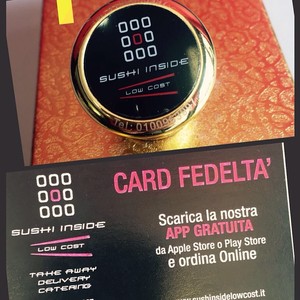 SUSHI INSIDE
LOW COST
SUSHI INSIDE
LOW COST
TAKE AWAY
DELIVERY
CATERING
CARD FEDELTA'
Scarica la nostra
APP GRATUITA
da Apple Store o Play Store
e ordina Online
www.sushiinsidelowcost.it